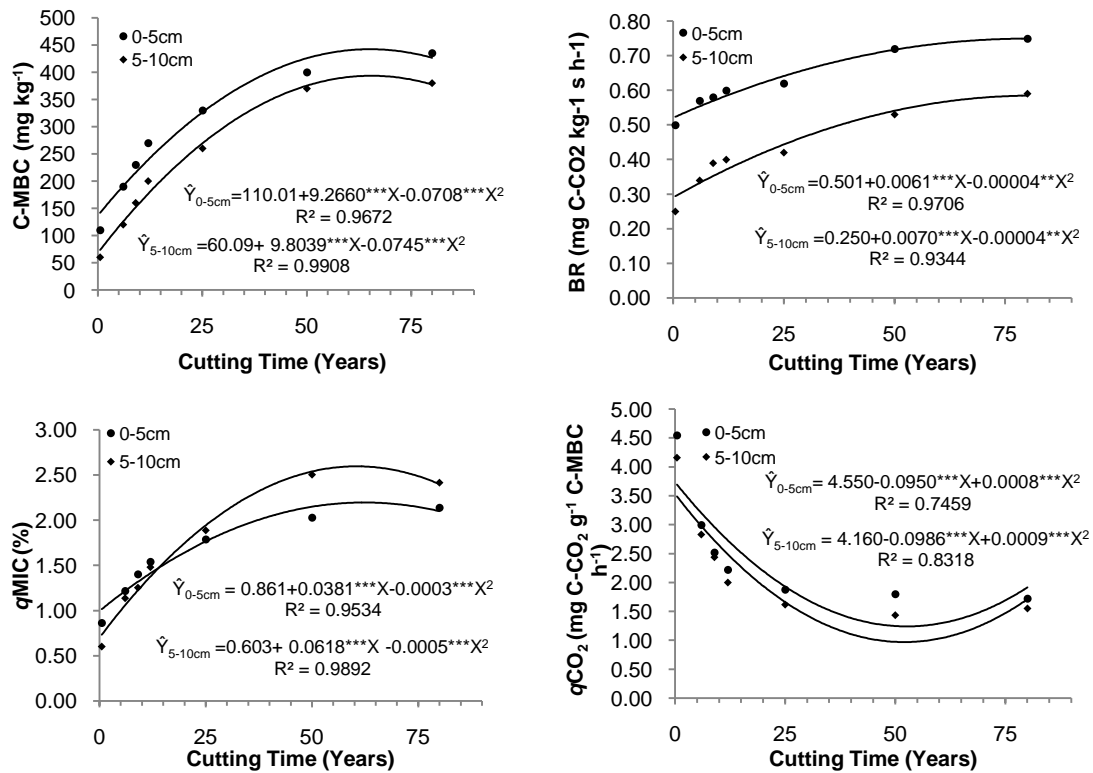 C-MBC (mg kg-1)
500
450
400
350
300
250
200
150
100
50
0
0-5cm
5-10cm
Ŷ0-5cm=110.01+9.2660***X-0.0708***X2
R² = 0.9672
Ŷ5-10cm=60.09+ 9.8039***X-0.0745***X2
R² = 0.9908
0 25 50 75
Cutting Time (Years)
BR (mg C-CO2 kg-1 s h-1)
0.80
0.70
0.60
0.50
0.40
0.30
0.20
0.10
0.00
0-5cm
5-10cm
Ŷ0-5cm=0.501+0.0061***X-0.00004**X2
R² = 0.9706
Ŷ5-10cm=0.250+0.0070***X-0.00004**X2
R² = 0.9344
0 25 50 75
Cutting Time (Years)
qMIC (%)
3.00
2.50
2.00
1.50
1.00
0.50
0.00
0-5cm
5-10cm
Ŷ0-5cm = 0.861+0.0381***X-0.0003***X2
R² = 0.9534
Ŷ5-10cm=0.603+ 0.0618***X -0.0005***X2
R² = 0.9892
0 25 50 75
Cutting Time (Years)
qCO2 (mg C-CO2 g-1 C-MBC
h-1)
5.00
4.50
4.00
3.50
3.00
2.50
2.00
1.50
1.00
0.50
0.00
0-5cm
5-10cm
Ŷ0-5cm= 4.550-0.0950***X+0.0008***X2
R² = 0.7459
Ŷ5-10cm= 4.160-0.0986***X+0.0009***X2
R² = 0.8318
0 25 50 75
Cutting Time (Years)